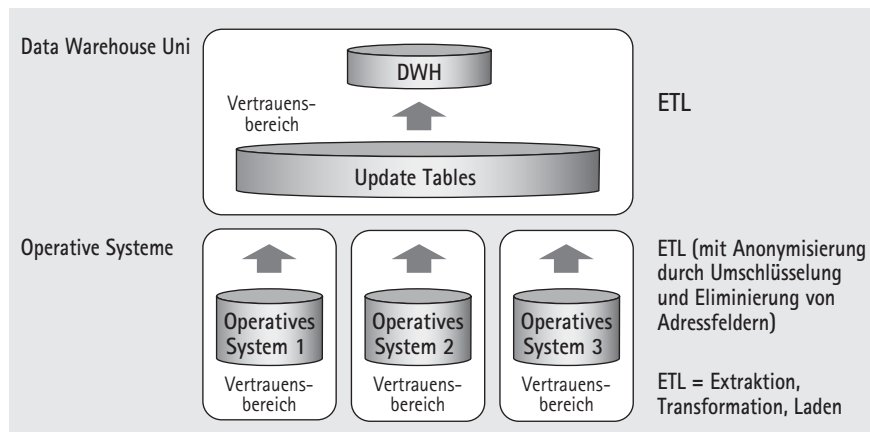 Data Warehouse Uni
DWH
Vertrauens-
bereich
ETL
Update Tables
Operative Systeme
Operatives
System 1
Vertrauens-
bereich
Operatives
System 2
Vertrauens-
bereich
Operatives
System 3
Vertrauens-
bereich
ETL (mit Anonymisierung
durch Umschlüsselung
und Eliminierung von
Adressfeldern)
ETL = Extraktion,
Transformation, Laden